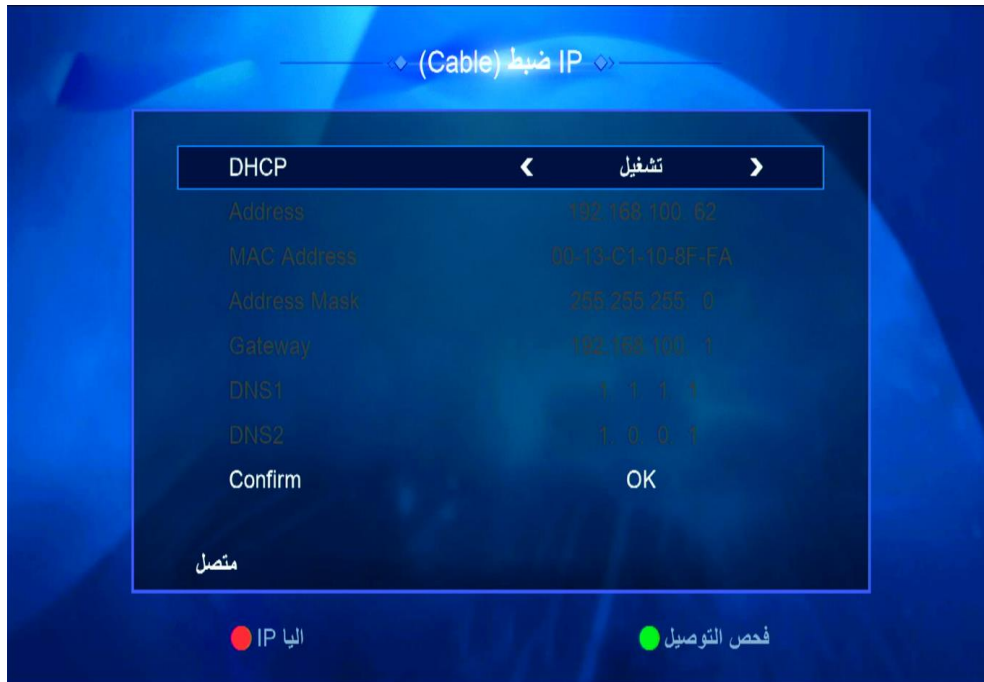 ضبط IP (Cable)
DHCP تشغيل
Address 192.168.100. 62
MAC Address 00-13-C1-10-8F-FA
Address Mask 255.255.255. 0
Gateway 192.168.100. 1
DNS1 1. 1. 1. 1
DNS2 1. 0. 0. 1
Confirm OK
متصل
IP اليا فحص التوصيل